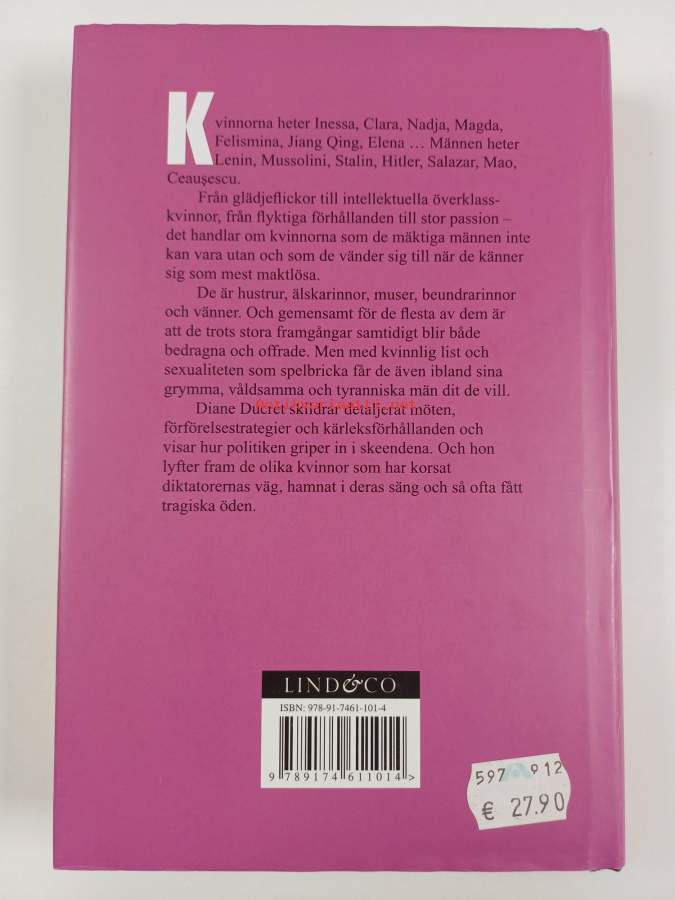 Kvinnorna heter Inessa, Clara, Nadja, Magda,
Felismina, Jiang Qing, Elena … Männen heter
Lenin, Mussolini, Stalin, Hitler, Salazar, Mao,
Ceaușescu.
Från glädjeflickor till intellektuella överklass-
kvinnor, från flyktiga förhållanden till stor passion –
det handlar om kvinnorna som de mäktiga männen inte
kan vara utan och som de vänder sig till när de känner
sig som mest maktlösa.
De är hustrur, älskarinnor, muser, beundrarinnor
och vänner. Och gemensamt för de flesta av dem är
att de trots stora framgångar samtidigt blir både
bedragna och offrade. Men med kvinnlig list och
sexualiteten som spelbricka får de även ibland sina
grymma, våldsamma och tyranniska män dit de vill.
Diane Ducret skildrar detaljerat möten,
förförelsestrategier och kärleksförhållanden och
visar hur politiken griper in i skeendena. Och hon
lyfter fram de olika kvinnor som har korsat
diktatorernas väg, hamnat i deras säng och så ofta fått
tragiska öden.
LIND&CO
ISBN: 978-91-7461-101-4
9 789174 611014 >
597 912
€ 27.90